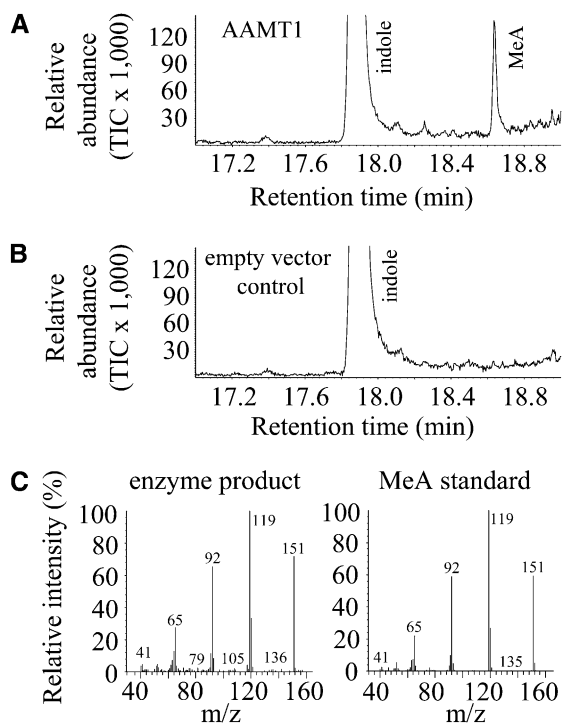 A
AAMT1
Relative
abundance
(TIC x 1,000)
120
90
60
30
indole
MeA
17.2 17.6 18.0 18.4 18.8
Retention time (min)
B
empty vector
control
Relative
abundance
(TIC x 1,000)
120
90
60
30
indole
17.2 17.6 18.0 18.4 18.8
Retention time (min)
C
enzyme product
Relative intensity (%)
100
80
60
40
20
0
119
151
92
65
41
79
105
136
40 80 120 160
m/z
MeA standard
100
80
60
40
20
0
119
151
92
65
41
135
40 80 120 160
m/z